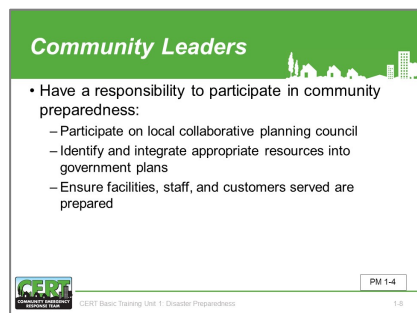 Community Leaders
• Have a responsibility to participate in community
preparedness:
– Participate on local collaborative planning council
– Identify and integrate appropriate resources into
government plans
– Ensure facilities, staff, and customers served are
prepared
PM 1-4
CERT
COMMUNITY EMERGENCY
RESPONSE TEAM
CERT Basic Training Unit 1: Disaster Preparedness
1-8